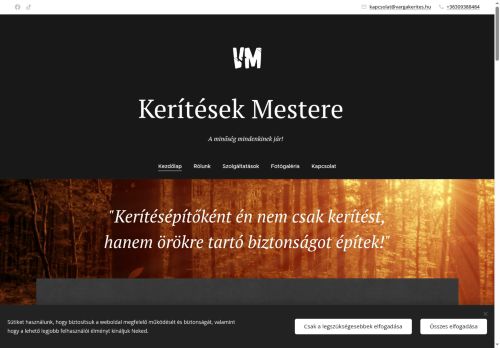 kapcsolat@vargakerites.hu
+36309388484
VM
Kerítések Mestere
A minőség mindenkinek jár!
Kezdőlap
Rólunk
Szolgáltatások
Fotógaléria
Kapcsolat
"Kerítésépítőként én nem csak kerítést,
hanem örökre tartó biztonságot építek!"
Sütiket használunk, hogy biztosítsuk a weboldal megfelelő működését és biztonságát, valamint
hogy a lehető legjobb felhasználói élményt kínáljuk Neked.
Csak a legszükségesebbek elfogadása
Összes elfogadása